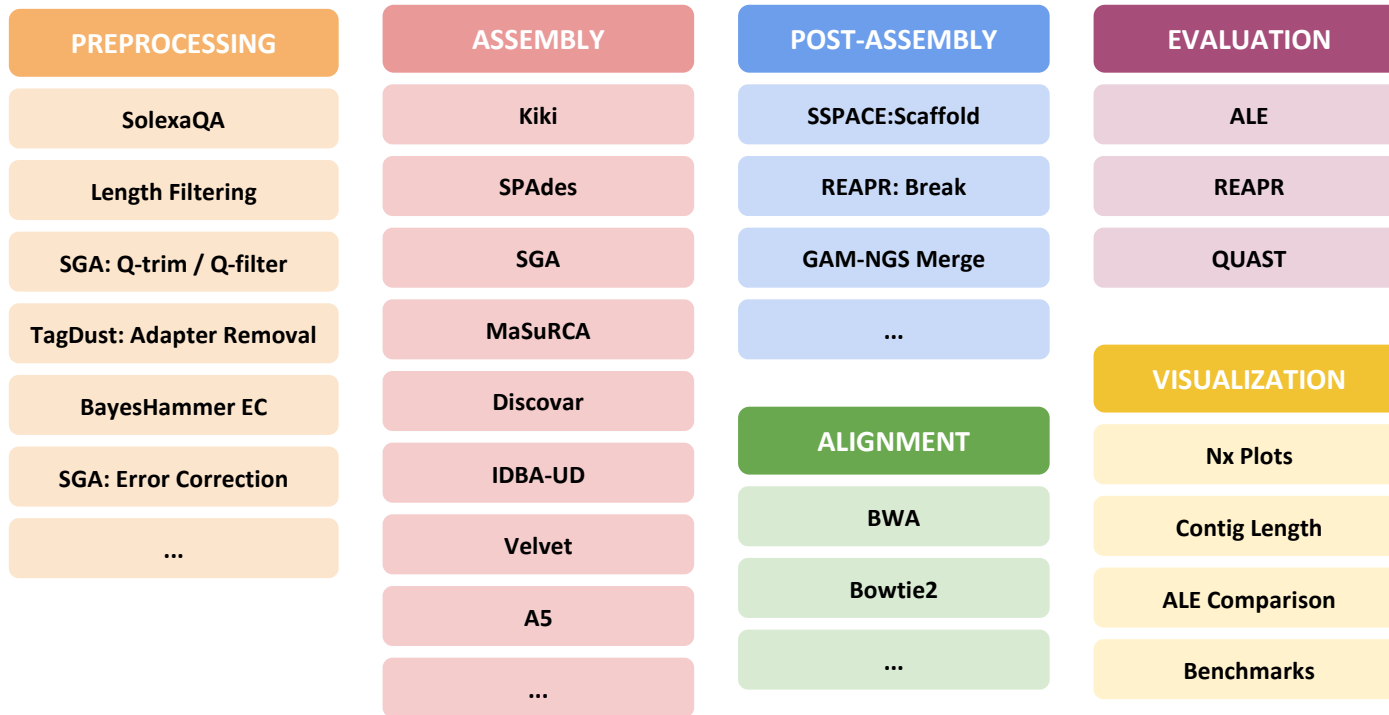 PREPROCESSING
SolexaQA
Length Filtering
SGA: Q-trim / Q-filter
TagDust: Adapter Removal
BayesHammer EC
SGA: Error Correction
...
ASSEMBLY
Kiki
SPAdes
SGA
MaSuRCA
Discovar
IDBA-UD
Velvet
A5
...
POST-ASSEMBLY
SSPACE:Scaffold
REAPR: Break
GAM-NGS Merge
...
ALIGNMENT
BWA
Bowtie2
...
EVALUATION
ALE
REAPR
QUAST
VISUALIZATION
Nx Plots
Contig Length
ALE Comparison
Benchmarks